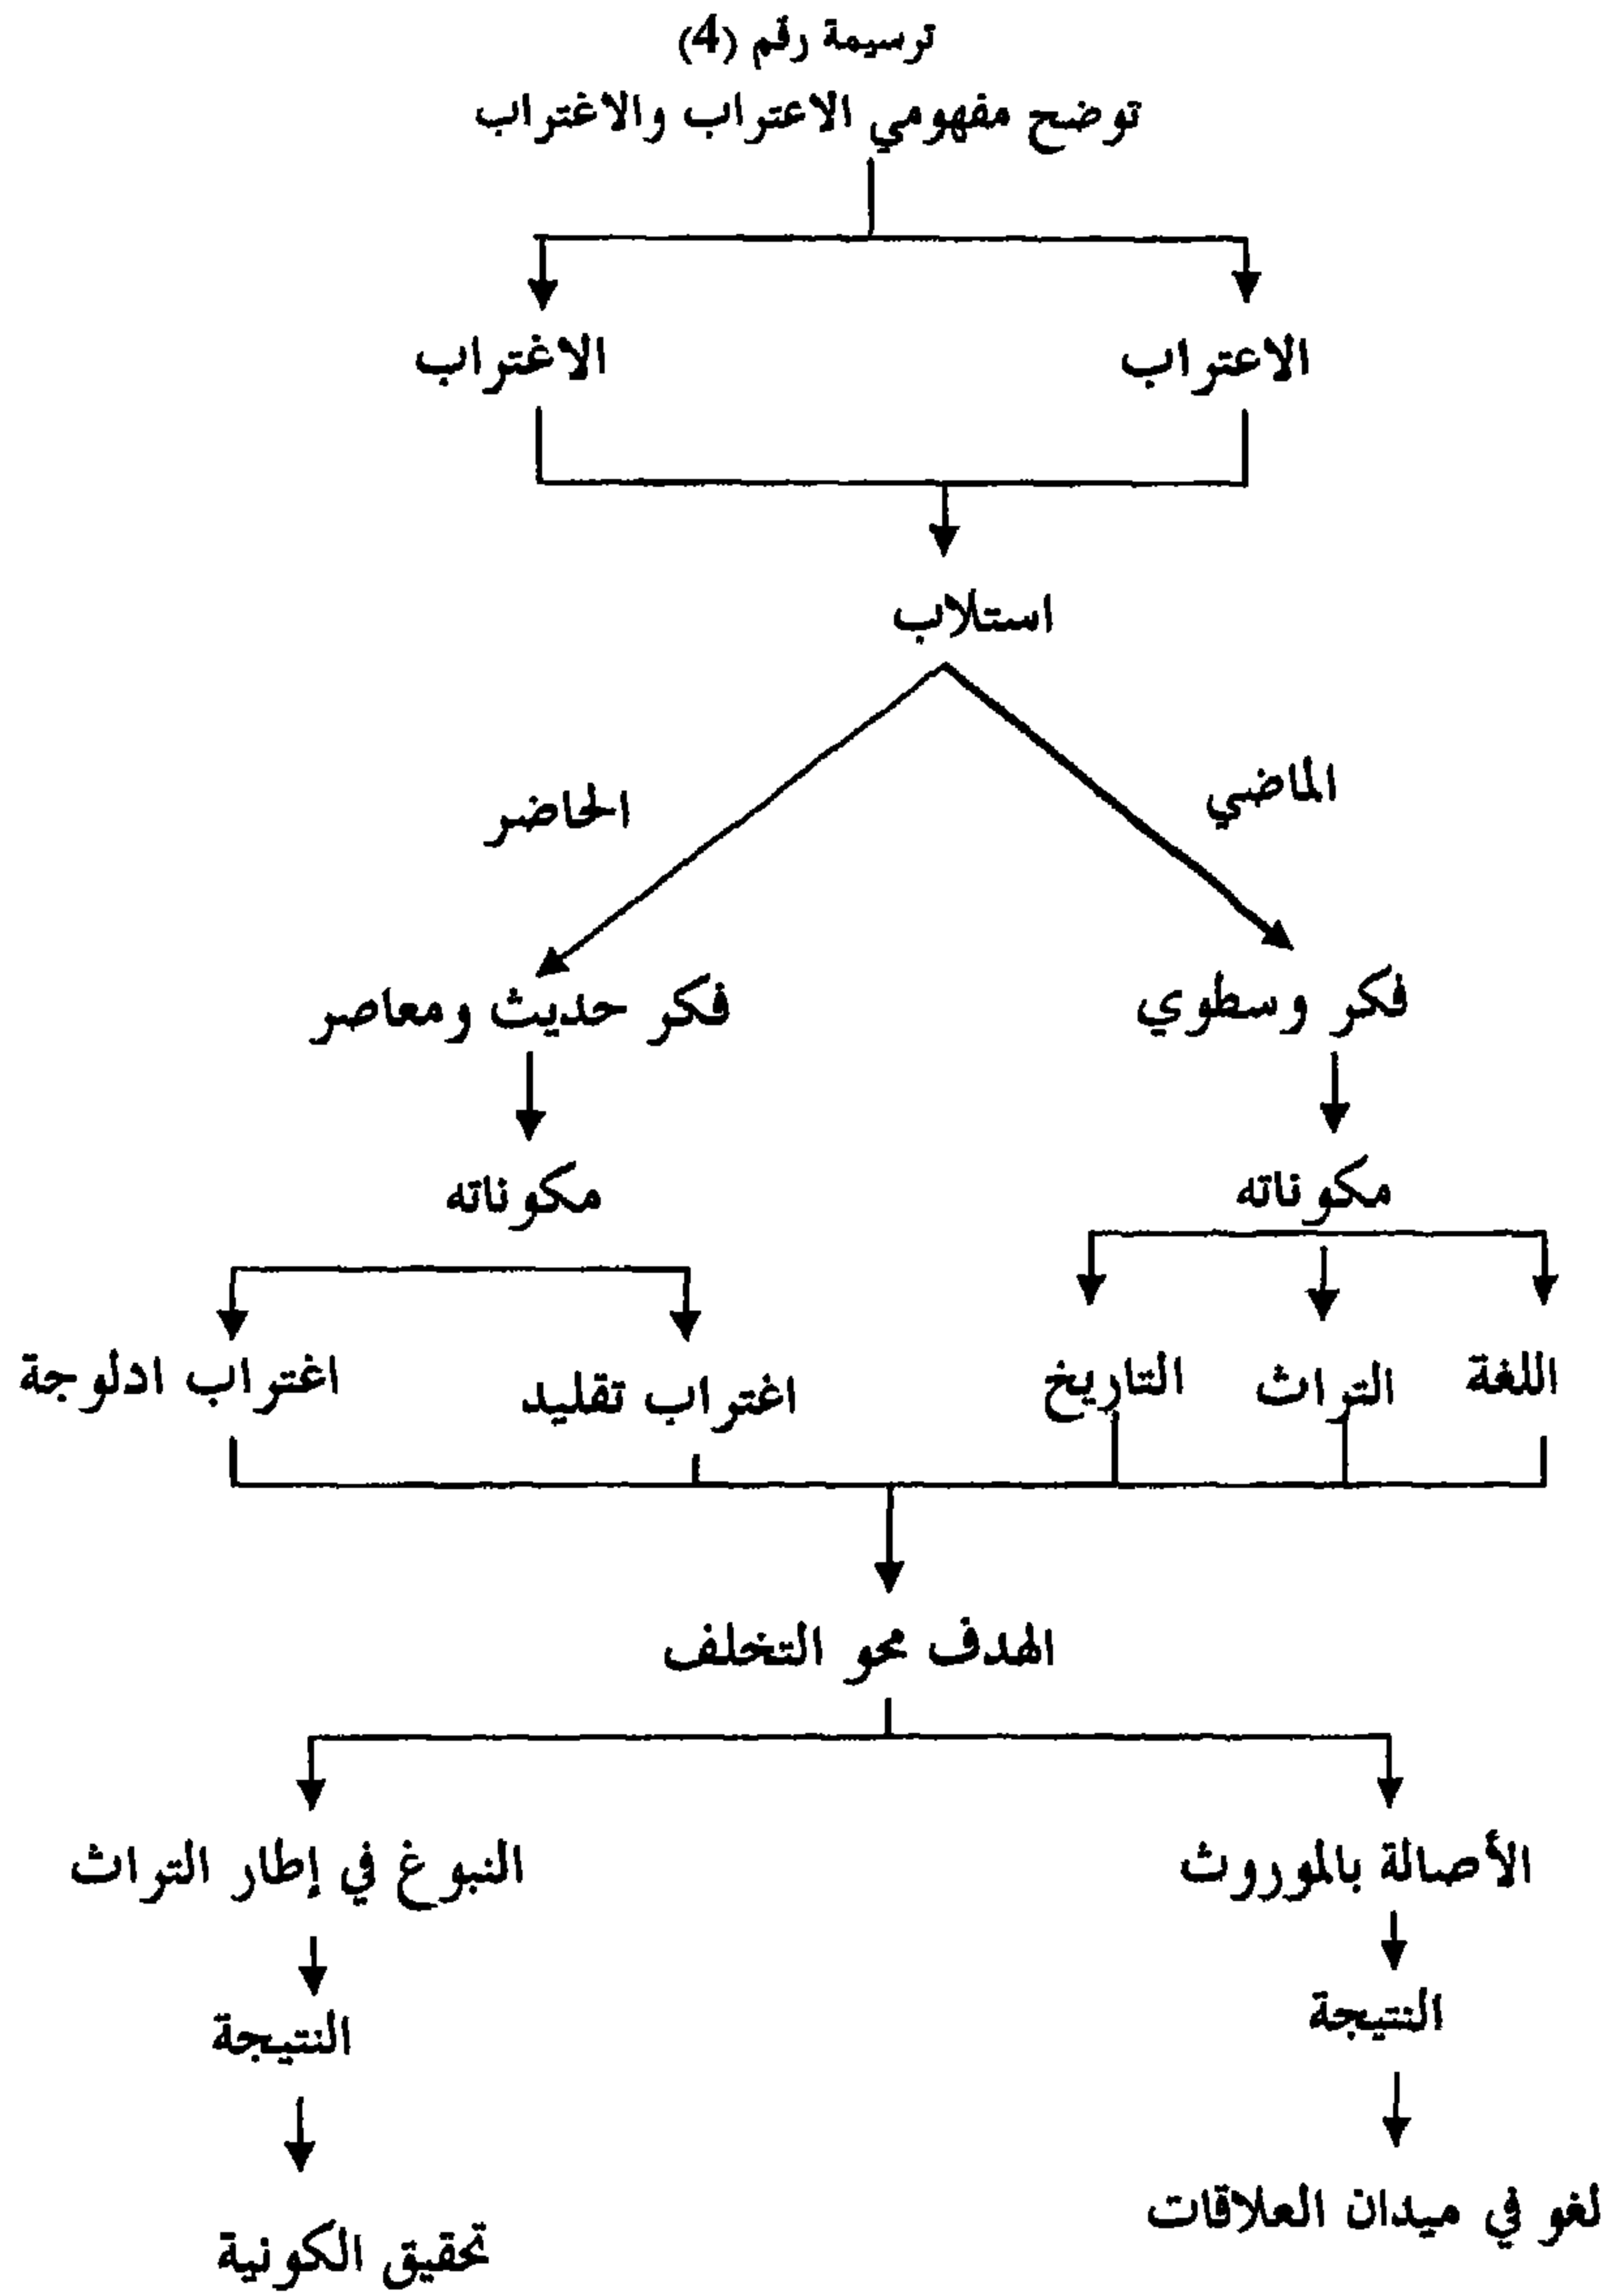 ترسيمة رقم (4)
توضح مفهومي الاعتراب والاغتراب
الاعتراب
الاغتراب
استلاب
الماضي
الحاضر
فكر وسطوي
فكر حديث ومعاصر
مكوناته
مكوناته
اللغة
التراث
التاريخ
اغتراب تقليد
اغتراب ادلوجة
الهدف محو التخلف
الأصالة بالموروث
النبوغ في إطار التراث
النتيجة
النتيجة
لغو في ميدان العلاقات
تحقيق الكونية